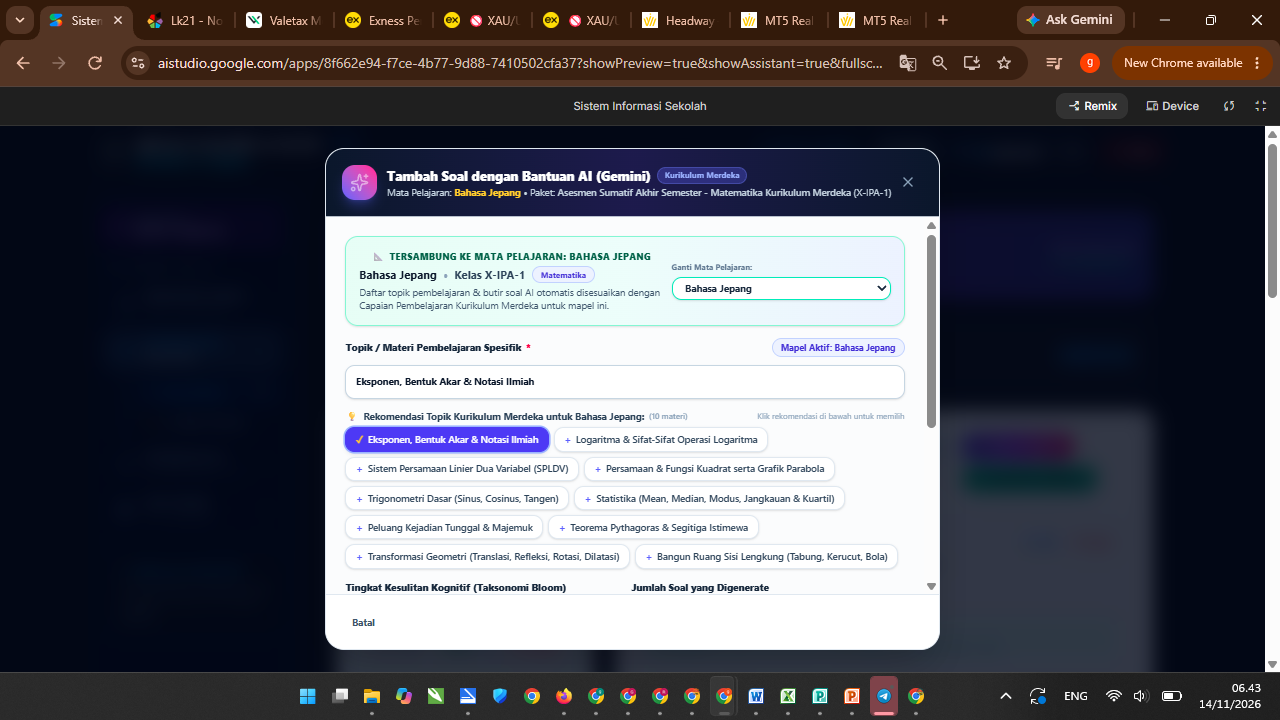 Sistem
Lk21 - No
Valetax M
Exness Pe
XAU/U
XAU/U
Headway
MT5 Real
MT5 Real
Ask Gemini
aistudio.google.com/apps/8f662e94-f7ce-4b77-9d88-7410502cfa37?showPreview=true&showAssistant=true&fullsc...
g
New Chrome available
Sistem Informasi Sekolah
Remix
Device
Tambah Soal dengan Bantuan AI (Gemini) Kurikulum Merdeka
Mata Pelajaran: Bahasa Jepang • Paket: Asesmen Sumatif Akhir Semester - Matematika Kurikulum Merdeka (X-IPA-1)
TERSAMBUNG KE MATA PELAJARAN: BAHASA JEPANG
Bahasa Jepang • Kelas X-IPA-1 Matematika
Daftar topik pembelajaran & butir soal AI otomatis disesuaikan dengan
Capaian Pembelajaran Kurikulum Merdeka untuk mapel ini.
Ganti Mata Pelajaran:
Bahasa Jepang
Topik / Materi Pembelajaran Spesifik *
Mapel Aktif: Bahasa Jepang
Eksponen, Bentuk Akar & Notasi Ilmiah
Rekomendasi Topik Kurikulum Merdeka untuk Bahasa Jepang: (10 materi)
Klik rekomendasi di bawah untuk memilih
✓ Eksponen, Bentuk Akar & Notasi Ilmiah
+ Logaritma & Sifat-Sifat Operasi Logaritma
+ Sistem Persamaan Linier Dua Variabel (SPLDV)
+ Persamaan & Fungsi Kuadrat serta Grafik Parabola
+ Trigonometri Dasar (Sinus, Cosinus, Tangen)
+ Statistika (Mean, Median, Modus, Jangkauan & Kuartil)
+ Peluang Kejadian Tunggal & Majemuk
+ Teorema Pythagoras & Segitiga Istimewa
+ Transformasi Geometri (Translasi, Refleksi, Rotasi, Dilatasi)
+ Bangun Ruang Sisi Lengkung (Tabung, Kerucut, Bola)
Tingkat Kesulitan Kognitif (Taksonomi Bloom)
Jumlah Soal yang Digenerate
Batal
ENG
06.43
14/11/2026